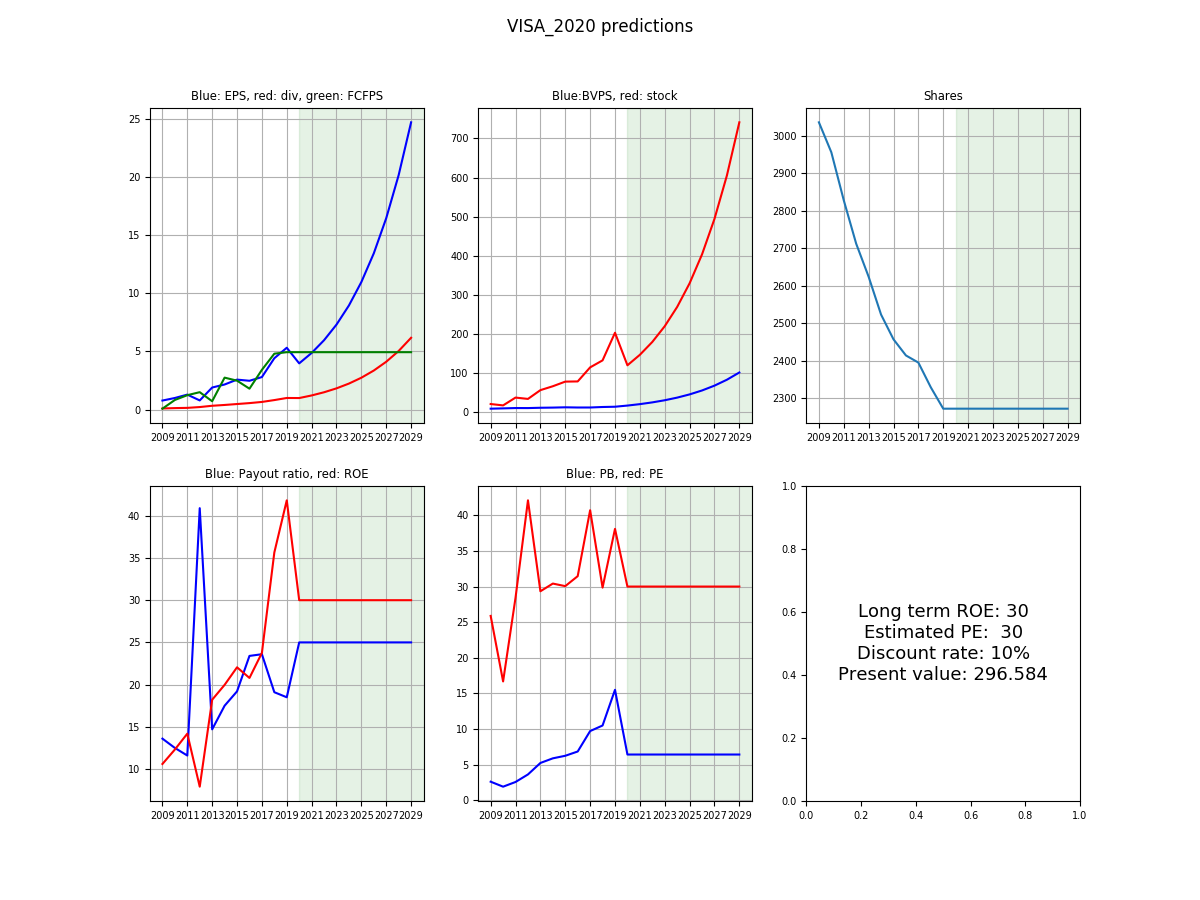 VISA_2020 predictions
Blue: EPS, red: div, green: FCFPS
25
20
15
10
5
0
2009 2011 2013 2015 2017 2019 2021 2023 2025 2027 2029
Blue:BVPS, red: stock
700
600
500
400
300
200
100
0
2009 2011 2013 2015 2017 2019 2021 2023 2025 2027 2029
Shares
3000
2900
2800
2700
2600
2500
2400
2300
2009 2011 2013 2015 2017 2019 2021 2023 2025 2027 2029
Blue: Payout ratio, red: ROE
40
35
30
25
20
15
10
2009 2011 2013 2015 2017 2019 2021 2023 2025 2027 2029
Blue: PB, red: PE
40
35
30
25
20
15
10
5
0
2009 2011 2013 2015 2017 2019 2021 2023 2025 2027 2029
1.0
0.8
0.6
0.4
0.2
0.0
Long term ROE: 30
Estimated PE:  30
Discount rate: 10%
Present value: 296.584
0.0 0.2 0.4 0.6 0.8 1.0